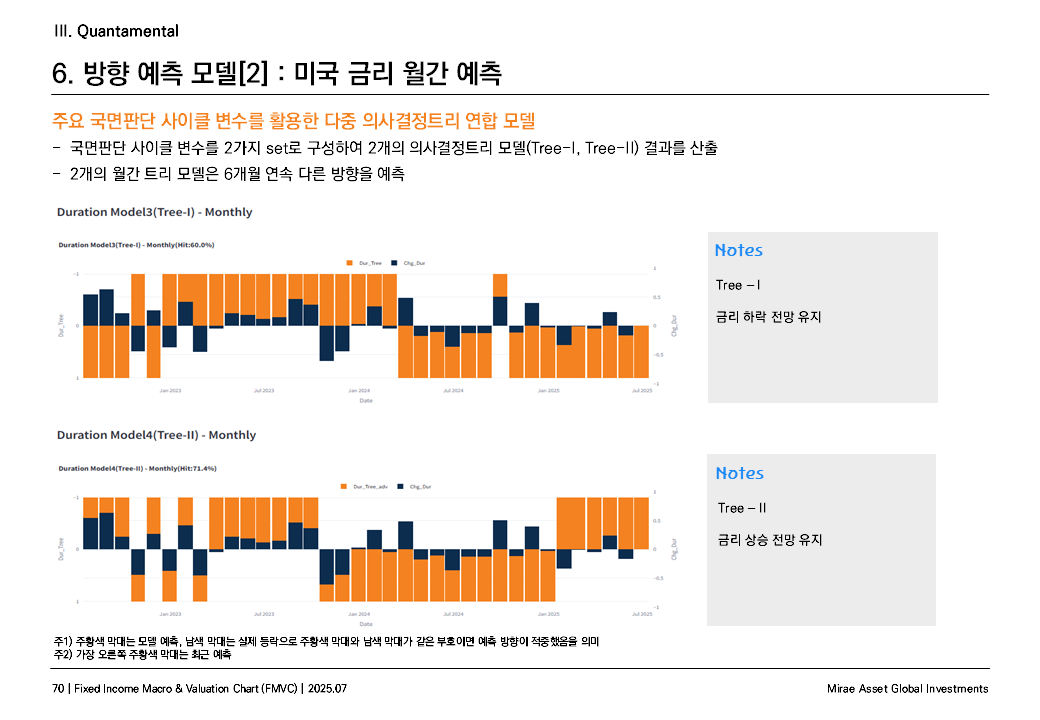 III. Quantamental
6. 방향 예측 모델[2] : 미국 금리 월간 예측
주요 국면판단 사이클 변수를 활용한 다중 의사결정트리 연합 모델
- 국면판단 사이클 변수를 2가지 set로 구성하여 2개의 의사결정트리 모델(Tree-I, Tree-II) 결과를 산출
- 2개의 월간 트리 모델은 6개월 연속 다른 방향을 예측
Duration Model3(Tree-I) - Monthly
Duration Model3(Tree-I) - Monthly(Hit:60.0%)
Dur_Tree Chg_Dur
-1
0
1
Dur_Tree
1
0.5
0
-0.5
-1
Chg_Dur
Jan 2023 Jul 2023 Jan 2024 Jul 2024 Jan 2025 Jul 2025
Date
Notes
Tree – I
금리 하락 전망 유지
Duration Model4(Tree-II) - Monthly
Duration Model4(Tree-II) - Monthly(Hit:71.4%)
Dur_Tree_adv Chg_Dur
-1
0
1
Dur_Tree
1
0.5
0
-0.5
-1
Chg_Dur
Jan 2023 Jul 2023 Jan 2024 Jul 2024 Jan 2025 Jul 2025
Date
Notes
Tree – II
금리 상승 전망 유지
주1) 주황색 막대는 모델 예측, 남색 막대는 실제 등락으로 주황색 막대와 남색 막대가 같은 부호이면 예측 방향이 적중했음을 의미
주2) 가장 오른쪽 주황색 막대는 최근 예측
70 | Fixed Income Macro & Valuation Chart (FMVC) | 2025.07
Mirae Asset Global Investments